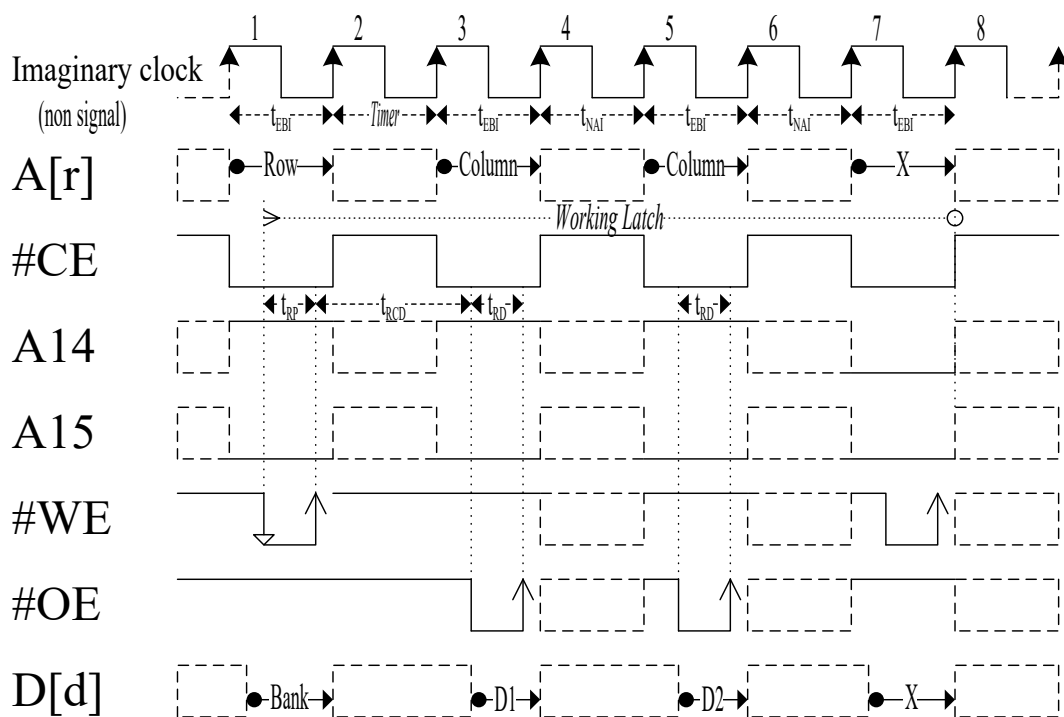 1 2 3 4 5 6 7 8
Imaginary clock
(non signal)
tEBI Timer tEBI tNAI tEBI tNAI tEBI
A[r] Row Column Column X
Working Latch
#CE
tRP tRCD tRD tRD
A14
A15
#WE
#OE
D[d] Bank D1 D2 X